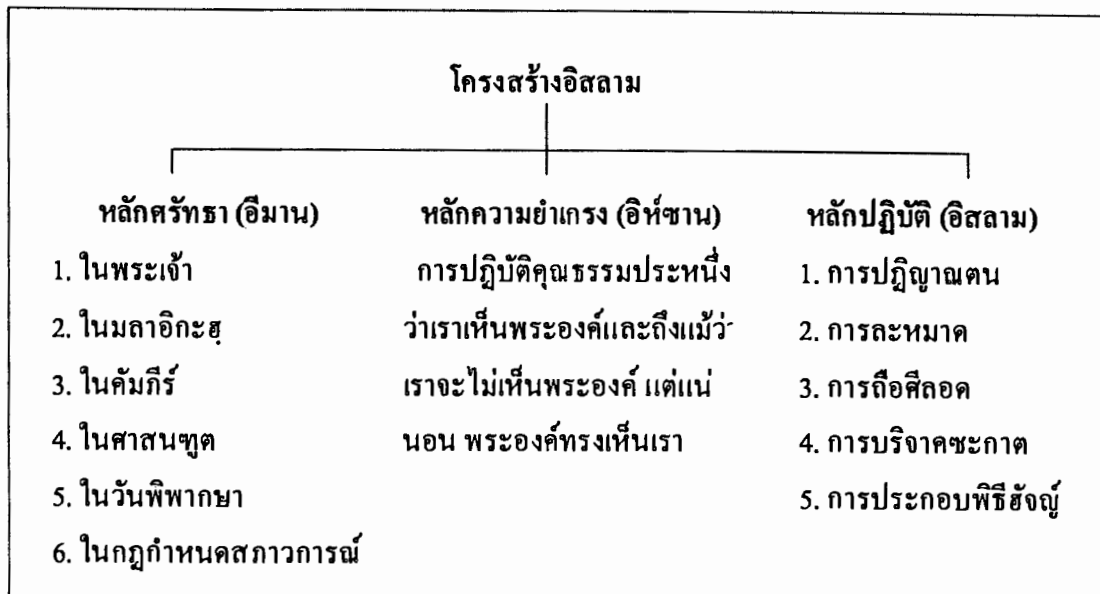 โครงสร้างอิสลาม
หลักศรัทธา (อีมาน)
1. ในพระเจ้า
2. ในมลาอิกะฮฺ
3. ในคัมภีร์
4. ในศาสนฑูต
5. ในวันพิพากษา
6. ในกฎกำหนดสภาวการณ์
หลักความยำเกรง (อิห์ซาน)
การปฎิบัติคุณธรรมประหนึ่ง
ว่าเราเห็นพระองค์และถึงแม้ว่
เราจะไม่เห็นพระองค์ แต่แน่
นอน พระองค์ทรงเห็นเรา
หลักปฏิบัติ (อิสลาม)
1. การปฏิญาณตน
2. การละหมาด
3. การถือศีลอด
4. การบริจาคซะกาต
5. การประกอบพิธีฮัจญ์